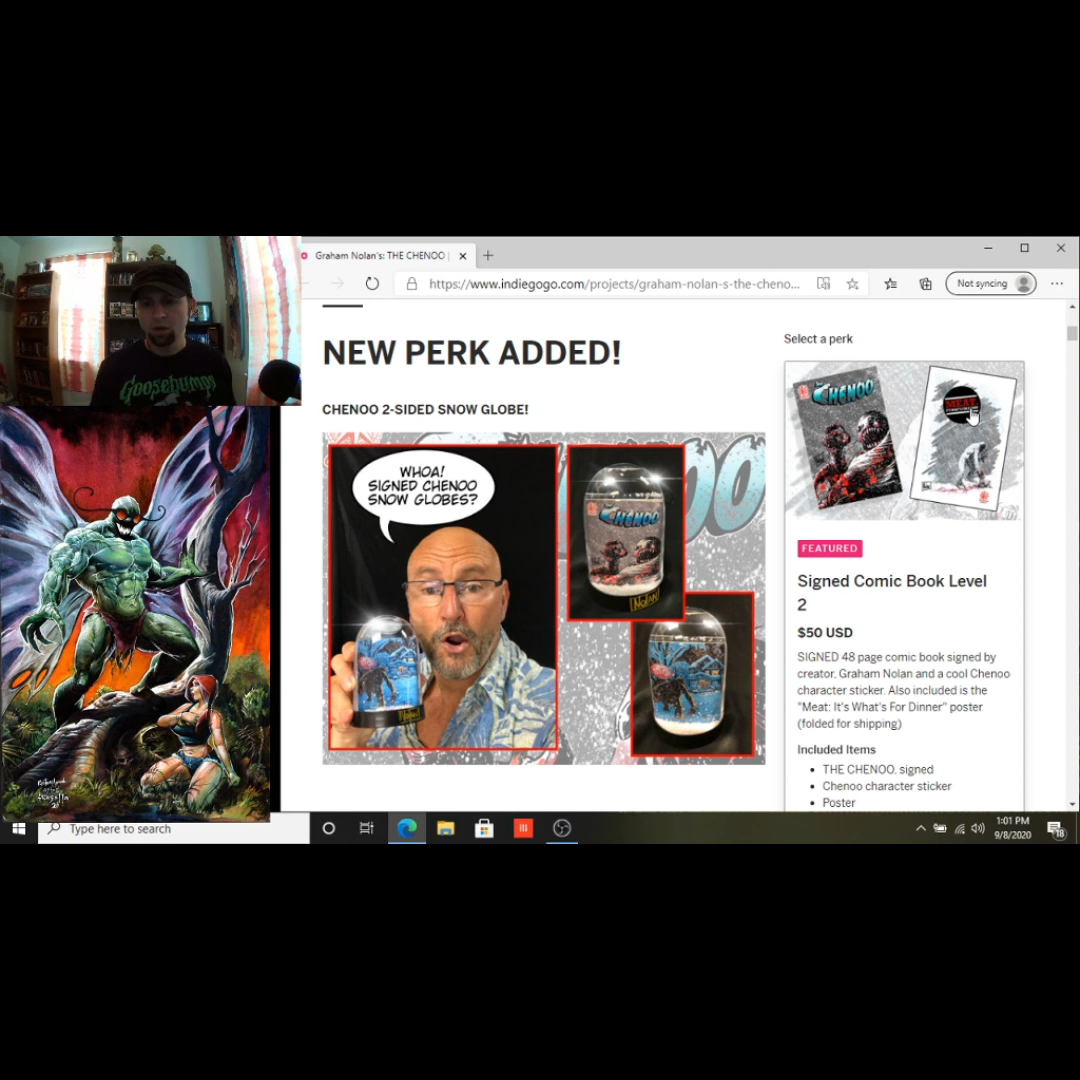 Graham Nolan's: THE CHENOO |
https://www.indiegogo.com/projects/graham-nolan-s-the-cheno...
Not syncing
GOOSEBUMPS
NEW PERK ADDED!
CHENOO 2-SIDED SNOW GLOBE!
WHOA!
SIGNED CHENOO
SNOW GLOBES?
CHENOO
NOLAN
Select a perk
CHENOO
MEAT
FEATURED
Signed Comic Book Level
2
$50 USD
SIGNED 48 page comic book signed by
creator, Graham Nolan and a cool Chenoo
character sticker. Also included is the
"Meat: It's What's For Dinner" poster
(folded for shipping)
Included Items
• THE CHENOO, signed
• Chenoo character sticker
• Poster
Type here to search
1:01 PM
9/8/2020
18